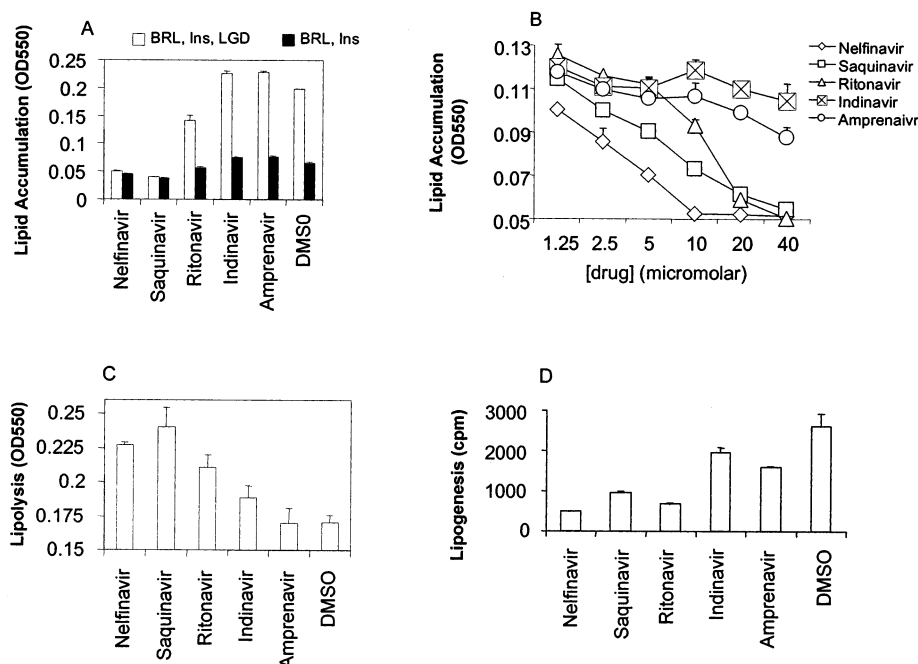 A
BRL, Ins, LGD
BRL, Ins
Lipid Accumulation (OD550)
0.25
0.2
0.15
0.1
0.05
0
Nelfinavir
Saquinavir
Ritonavir
Indinavir
Amprenavir
DMS0
B
Lipid Accumulation
(OD550)
0.13
0.11
0.09
0.07
0.05
1.25 2.5 5 10 20 40
[drug] (micromolar)
Nelfinavir
Saquinavir
Ritonavir
Indinavir
Amprenaivr
C
Lipolysis (OD550)
0.25
0.225
0.2
0.175
0.15
Nelfinavir
Saquinavir
Ritonavir
Indinavir
Amprenavir
DMSO
D
Lipogenesis (cpm)
3000
2000
1000
0
Nelfinavir
Saquinavir
Ritonavir
Indinavir
Amprenavir
DMSO